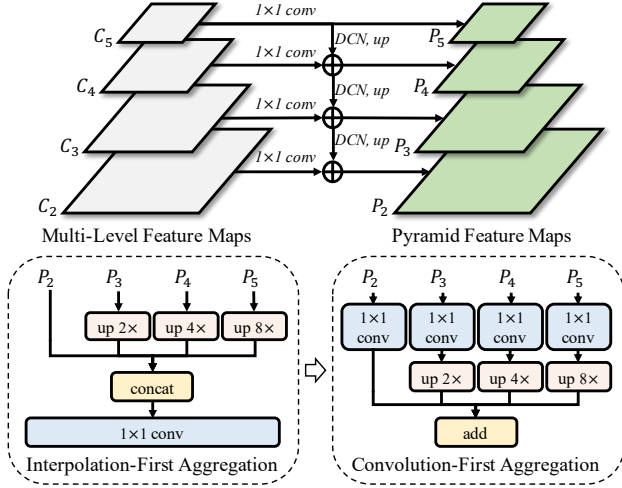 1×1 conv
C5
P5
DCN, up
1×1 conv
C4
P4
DCN, up
1×1 conv
C3
P3
DCN, up
1×1 conv
C2
P2
Multi-Level Feature Maps
Pyramid Feature Maps
P2 P3 P4 P5
up 2× up 4× up 8×
concat
1×1 conv
Interpolation-First Aggregation
P2 P3 P4 P5
1×1 1×1 1×1 1×1
conv conv conv conv
up 2× up 4× up 8×
add
Convolution-First Aggregation